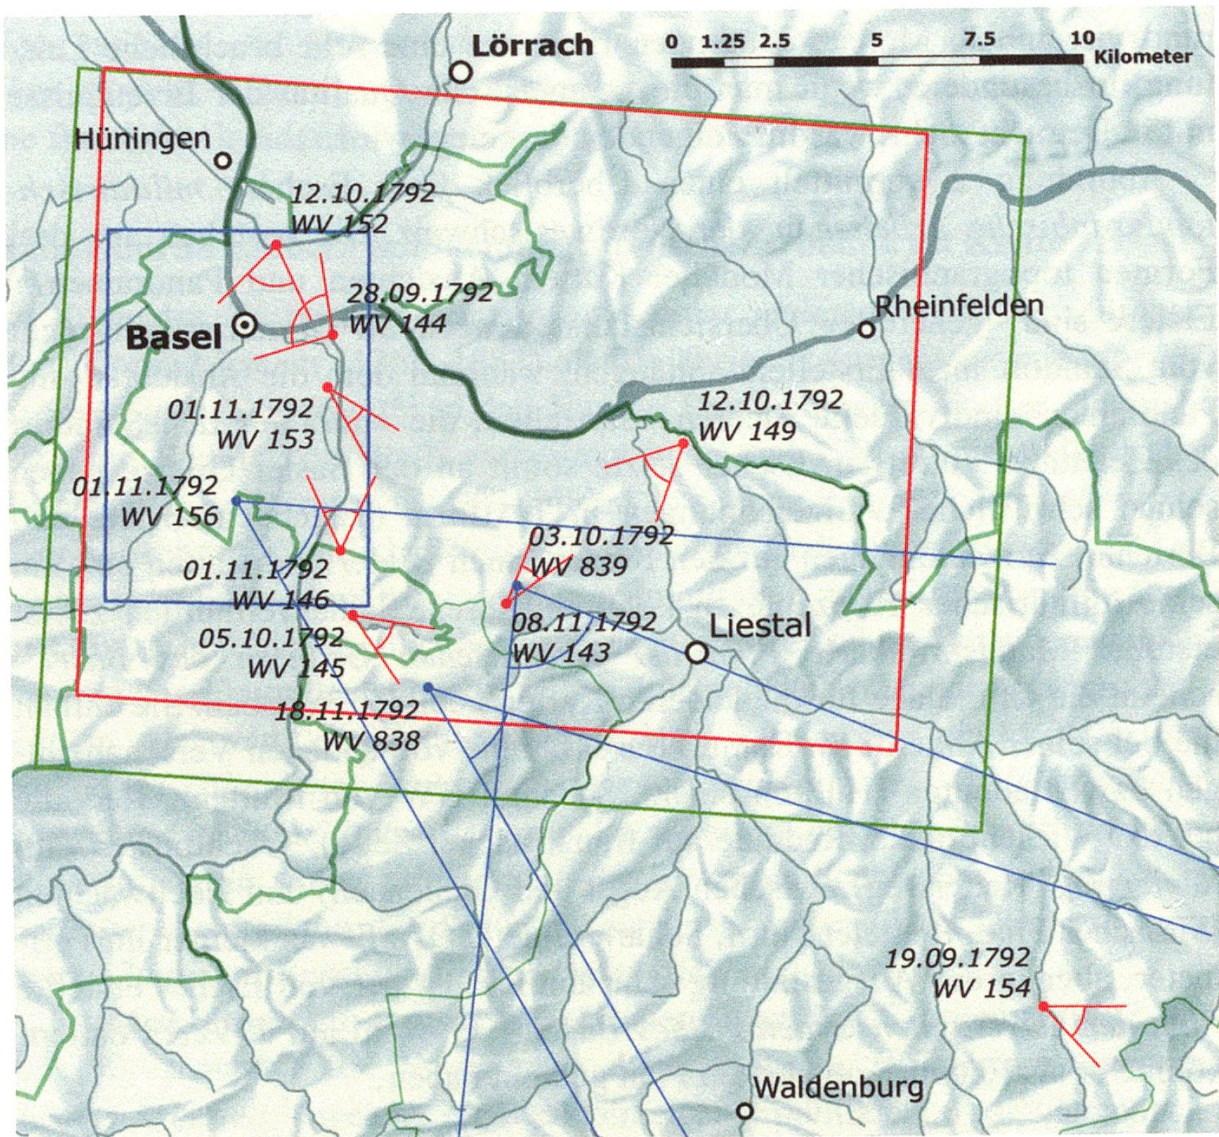 Lörrach
0 1.25 2.5 5 7.5 10
Kilometer
Hüningen
12.10.1792
WV 152
28.09.1792
WV 144
Basel
Rheinfelden
01.11.1792
WV 153
12.10.1792
WV 149
01.11.1792
WV 156
03.10.1792
WV 839
01.11.1792
WV 146
08.11.1792
WV 143
Liestal
05.10.1792
WV 145
18.11.1792
WV 838
19.09.1792
WV 154
Waldenburg